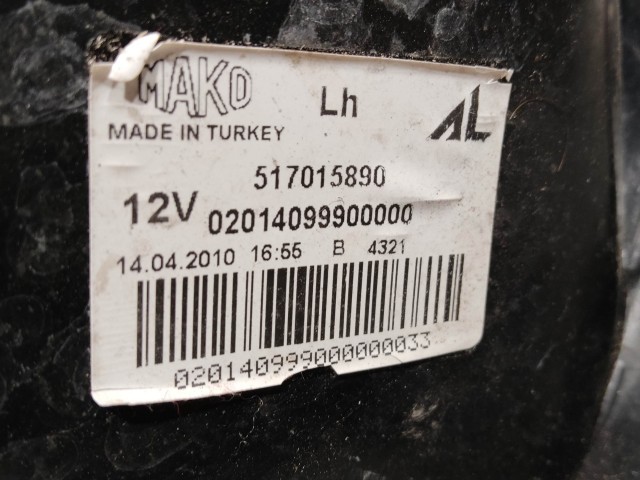 MAKO
Lh
AL
MADE IN TURKEY
517015890
12V 02014099900000
14.04.2010 16:55 B 4321
020140999000000033